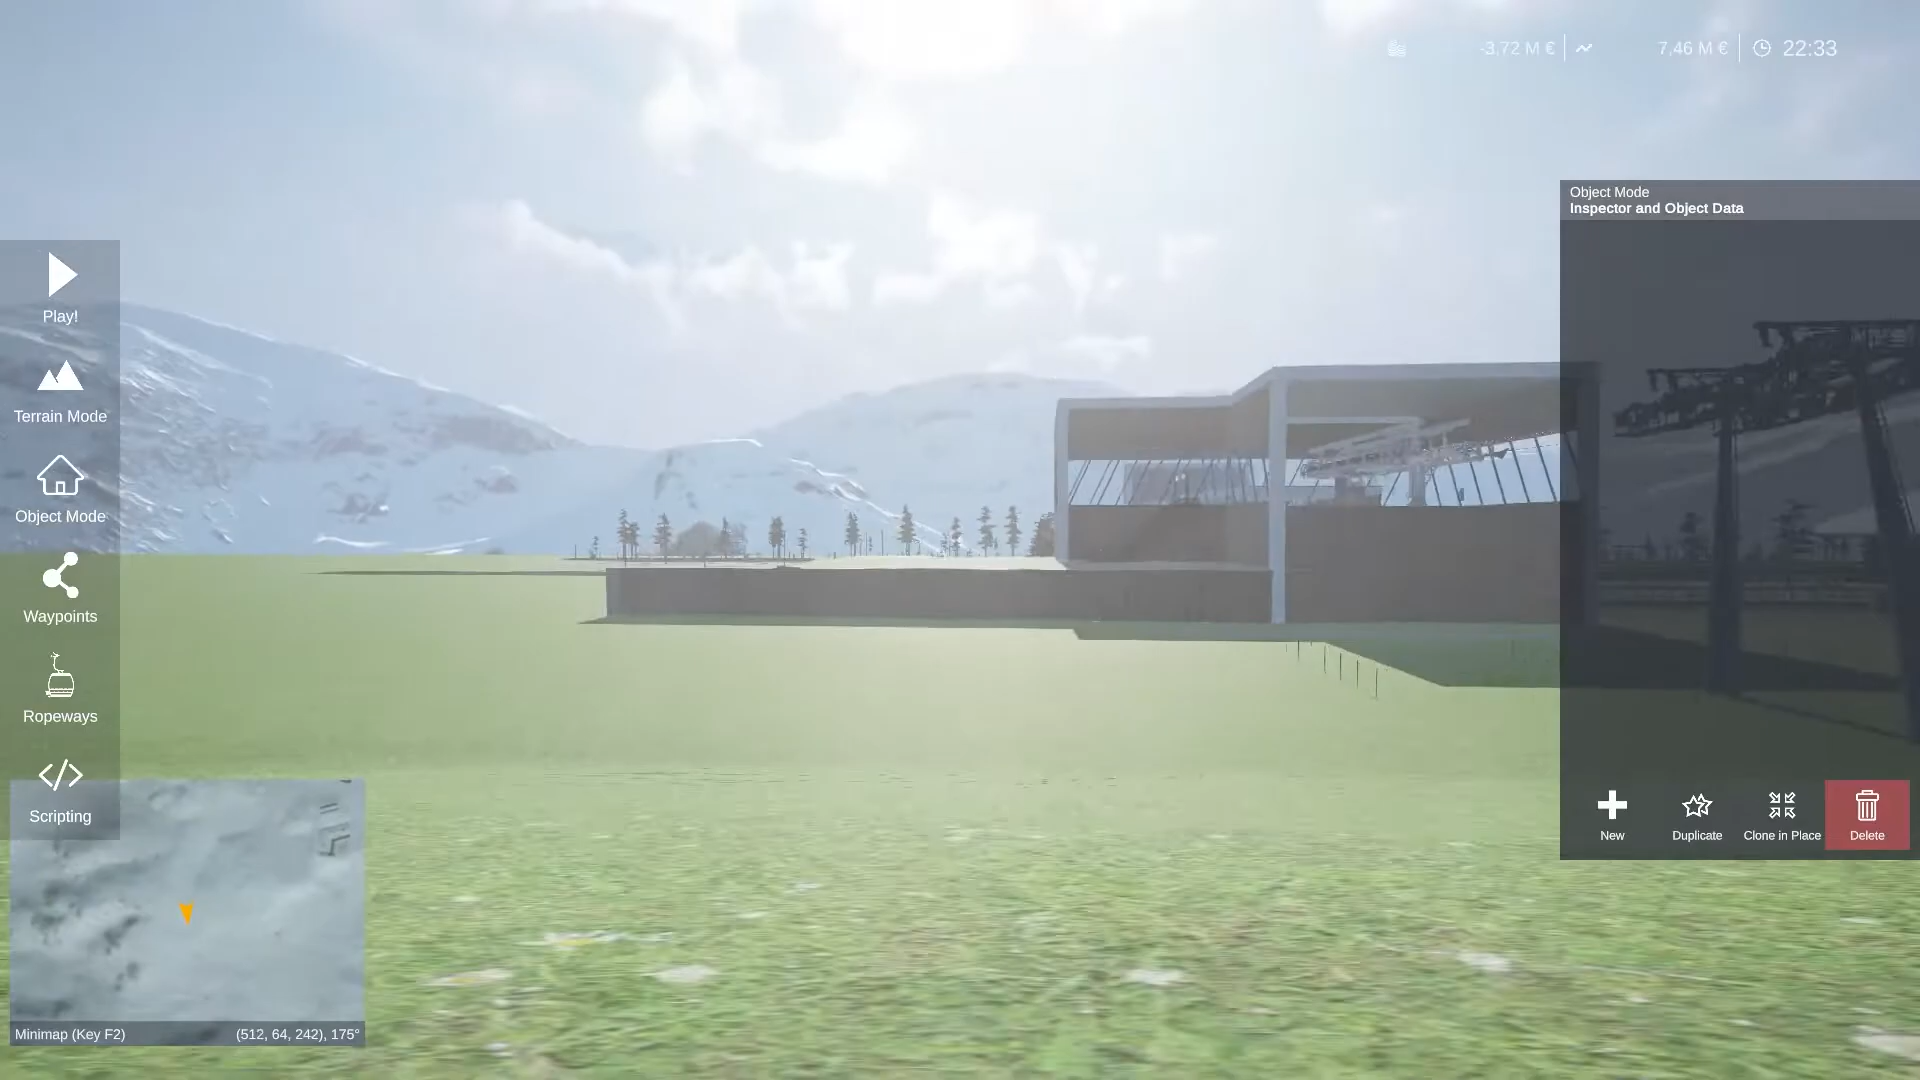 -3,72 M €
7,46 M €
22:33
Object Mode
Inspector and Object Data
Play!
Terrain Mode
Object Mode
Waypoints
Ropeways
Scripting
New
Duplicate
Clone in Place
Delete
Minimap (Key F2)
(512, 64, 242), 175°